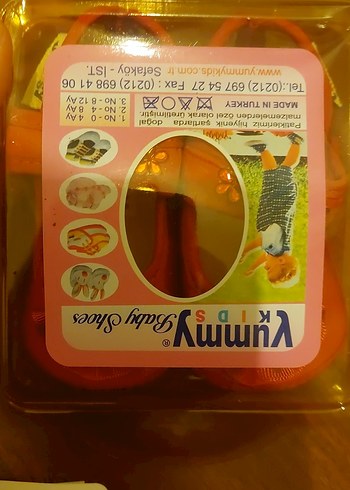 yummy® Baby Shoes
KIDS
Patiklerimiz hijyenik şartlarda doğal
malzemelerden özel olarak üretilmiştir.
MADE IN TURKEY
1. No - 0 4 Ay
2. No - 4 8 Ay
3. No - 8 12 Ay
Tel.:(0212) 697 54 27 Fax : (0212) 698 41 06
www.yummykids.com.tr Sefaköy - İST.